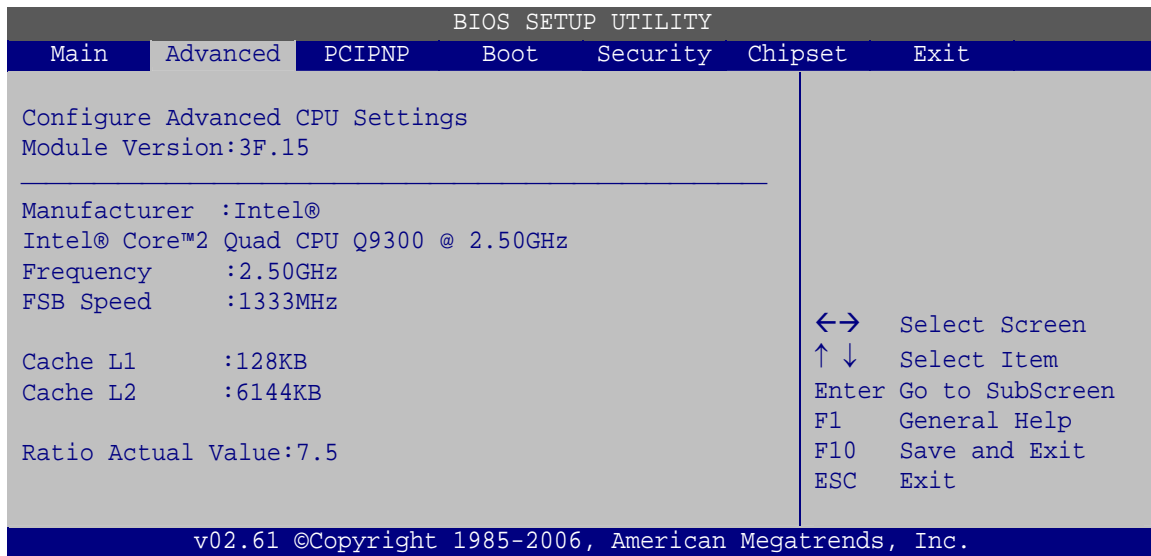 BIOS SETUP UTILITY
Main Advanced PCIPNP Boot Security Chipset Exit
Configure Advanced CPU Settings
Module Version:3F.15
Manufacturer :Intel®
Intel® Core™2 Quad CPU Q9300 @ 2.50GHz
Frequency :2.50GHz
FSB Speed :1333MHz
Cache L1 :128KB
Cache L2 :6144KB
Ratio Actual Value:7.5
←→ Select Screen
↑ ↓ Select Item
Enter Go to SubScreen
F1 General Help
F10 Save and Exit
ESC Exit
v02.61 ©Copyright 1985-2006, American Megatrends, Inc.